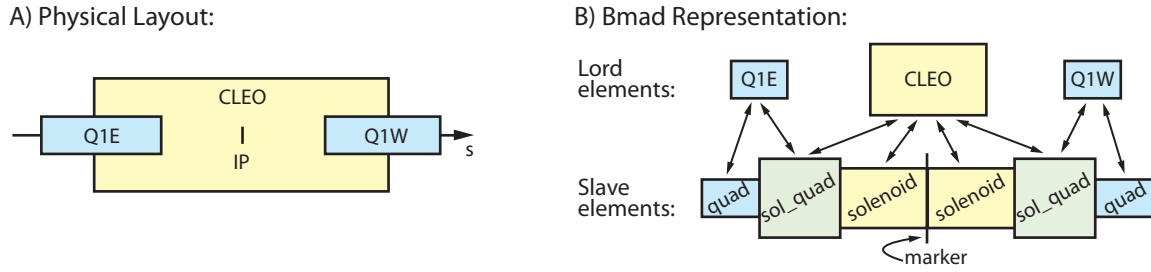 A) Physical Layout:
CLEO
Q1E
IP
Q1W
s
B) Bmad Representation:
Lord
elements:
Q1E
CLEO
Q1W
Slave
elements:
quad
sol_quad
solenoid
solenoid
sol_quad
quad
marker